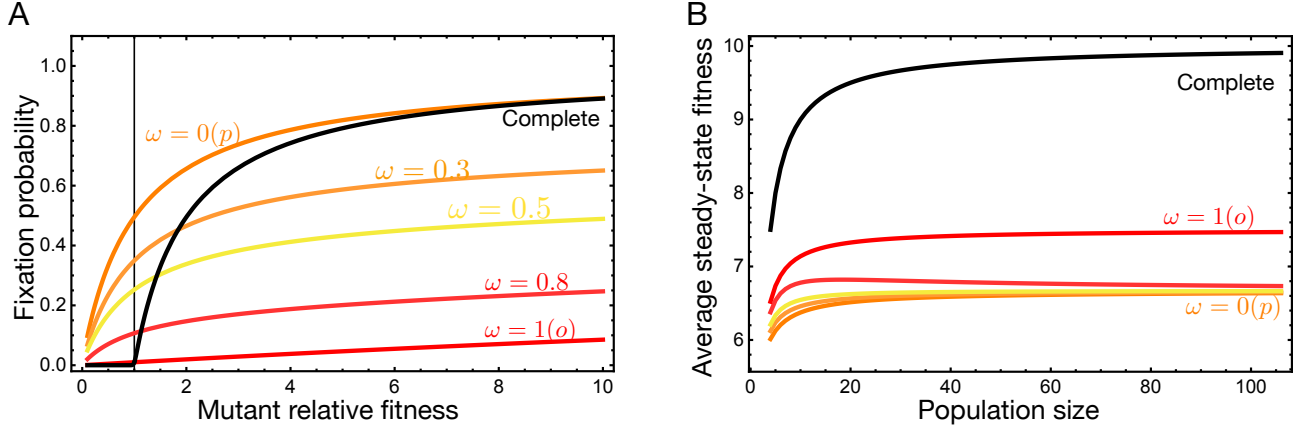 A
Fixation probability
1.0
0.8
0.6
0.4
0.2
0.0
ω = 0(p)
Complete
ω = 0.3
ω = 0.5
ω = 0.8
ω = 1(o)
0
2
4
6
8
10
Mutant relative fitness
B
Average steady-state fitness
10
9
8
7
6
Complete
ω = 1(o)
ω = 0(p)
0
20
40
60
80
100
Population size